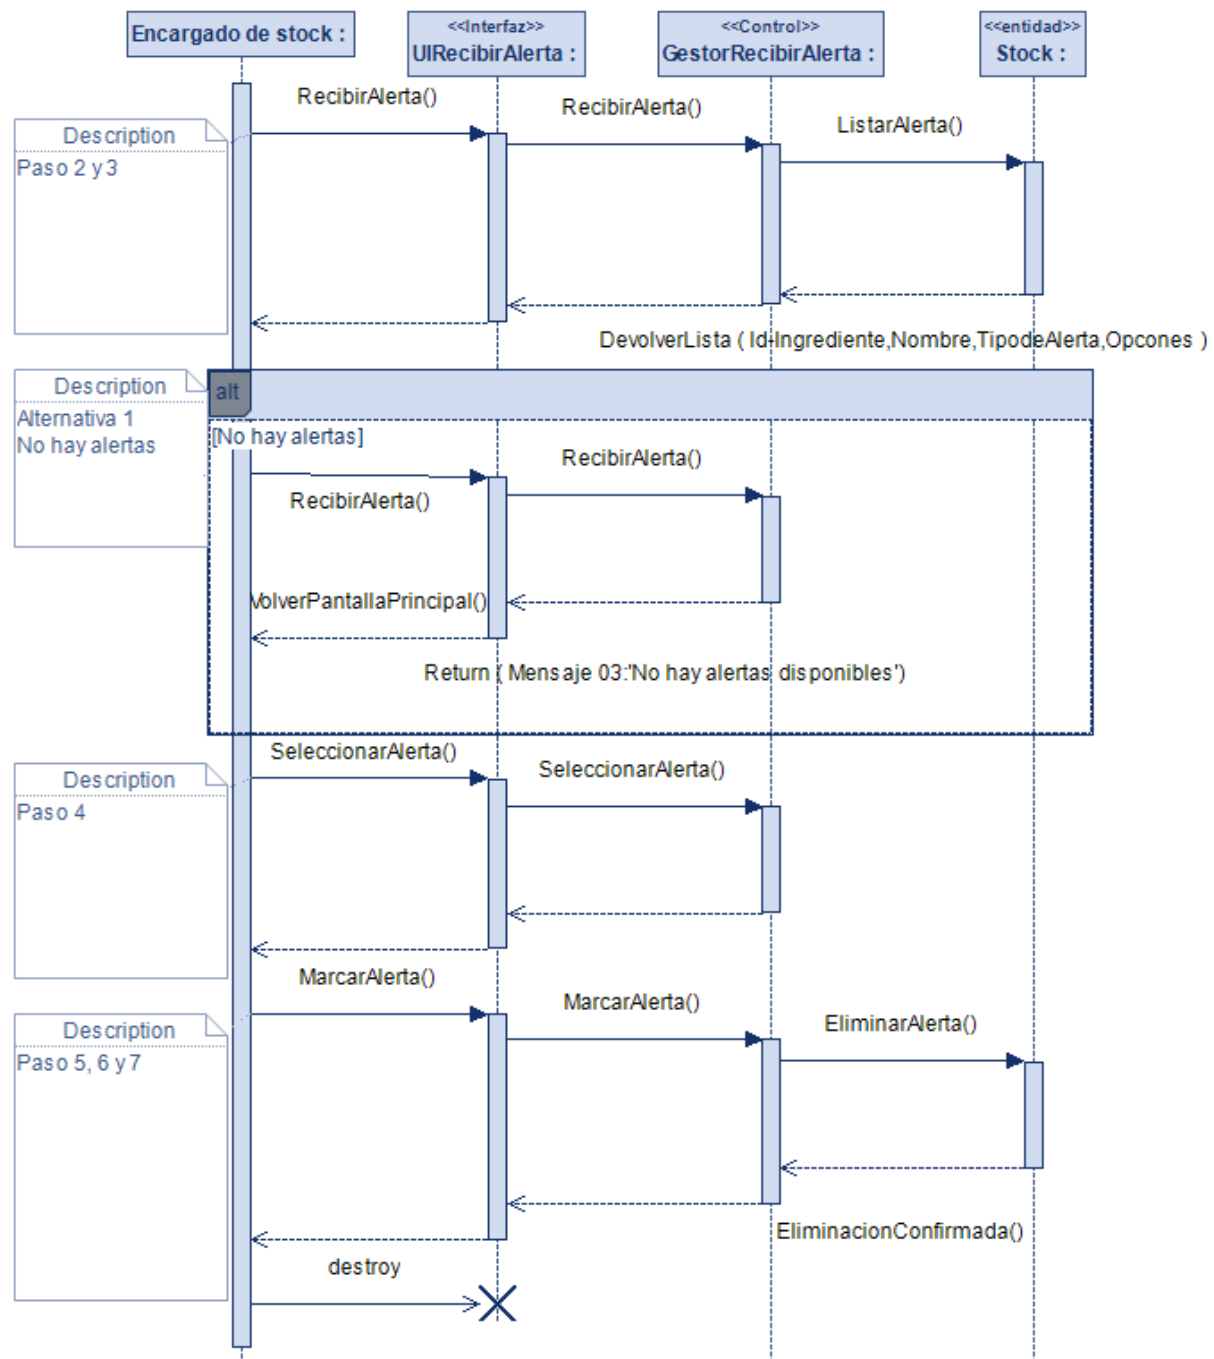 Encargado de stock :
<<Interfaz>>
UIRecibirAlerta :
<<Control>>
GestorRecibirAlerta :
<<entidad>>
Stock :
RecibirAlerta()
RecibirAlerta()
ListarAlerta()
Description
Paso 2 y 3
DevolverLista ( Id-Ingrediente,Nombre,TipodeAlerta,Opcones )
Description
Alternativa 1
No hay alertas
alt
[No hay alertas]
RecibirAlerta()
RecibirAlerta()
VolverPantallaPrincipal()
Return ( Mensaje 03:'No hay alertas disponibles')
SeleccionarAlerta()
SeleccionarAlerta()
Description
Paso 4
MarcarAlerta()
MarcarAlerta()
EliminarAlerta()
Description
Paso 5, 6 y 7
EliminacionConfirmada()
destroy